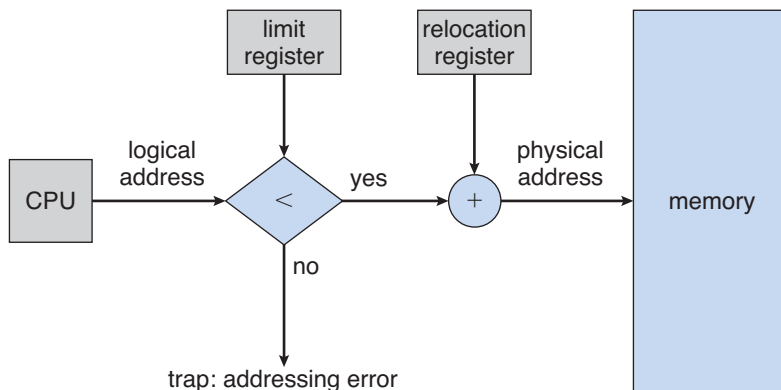 limit
register
relocation
register
logical
address
physical
address
CPU
<
yes
+
memory
no
trap: addressing error